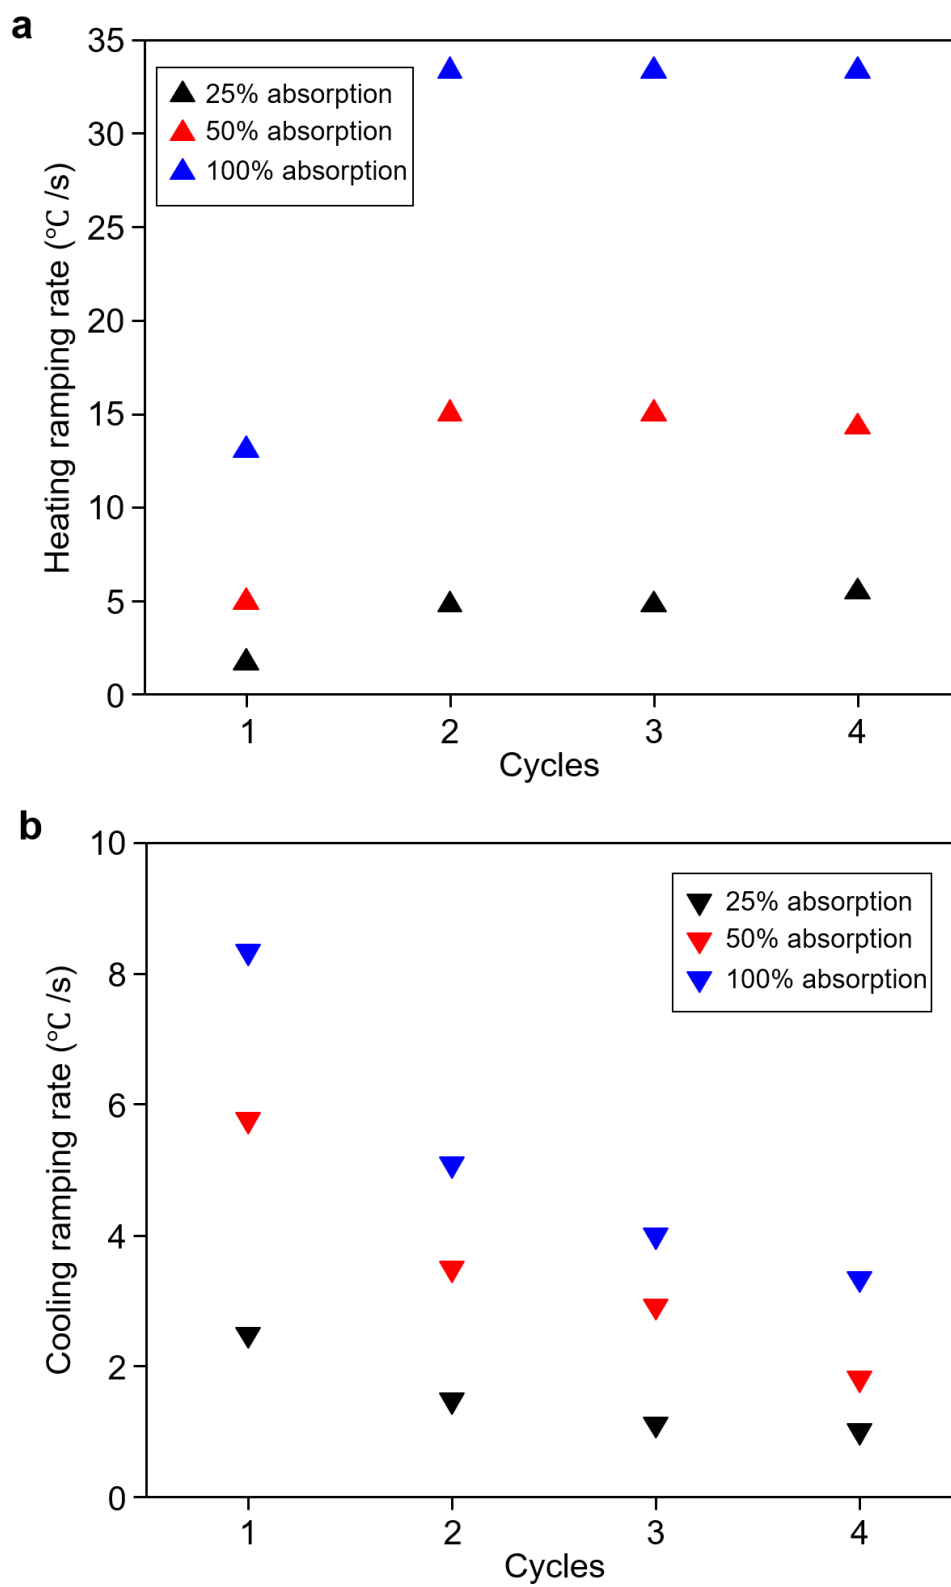 a
35
30
25
20
15
10
5
0
Heating ramping rate (℃ /s)
25% absorption
50% absorption
100% absorption
1 2 3 4
Cycles
b
10
8
6
4
2
0
Cooling ramping rate (℃ /s)
25% absorption
50% absorption
100% absorption
1 2 3 4
Cycles